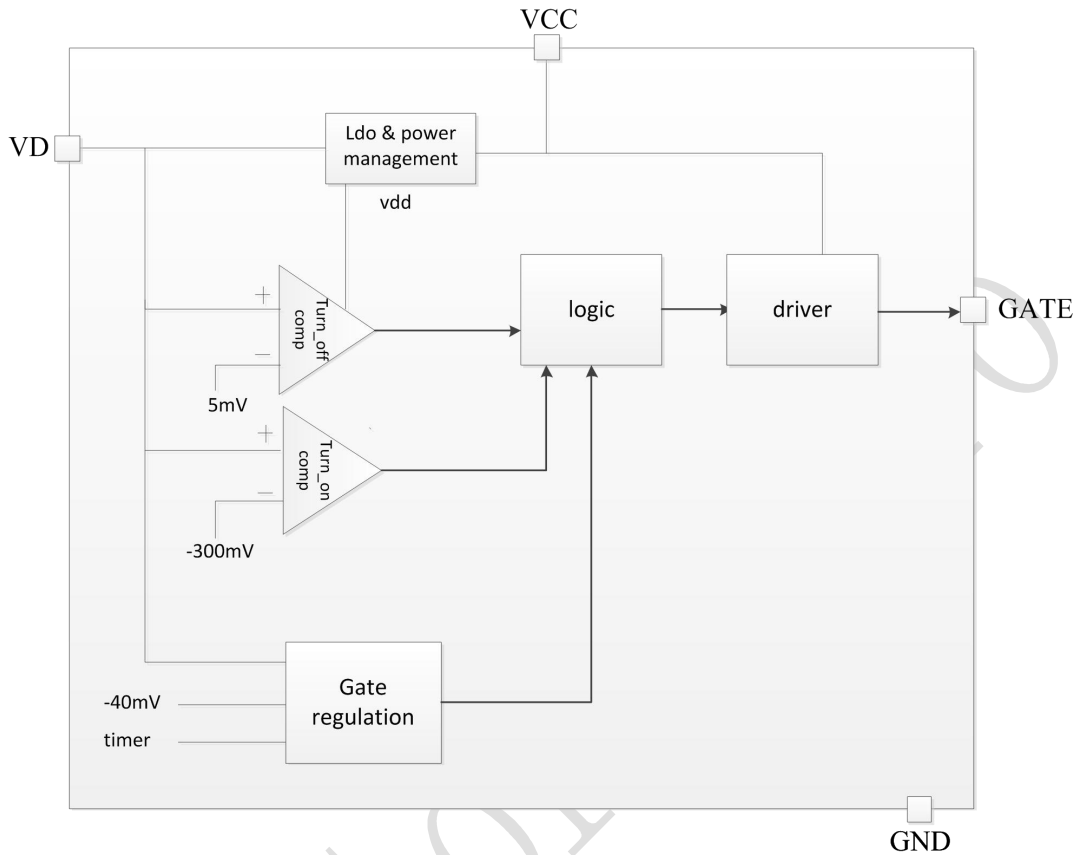 VCC
VD
Ldo & power
management
vdd
+
Turn_off
comp
−
5mV
logic
driver
GATE
+
Turn_on
comp
−
-300mV
Gate
regulation
-40mV
timer
GND